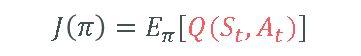 J(π) = E_π[Q(S_t, A_t)]